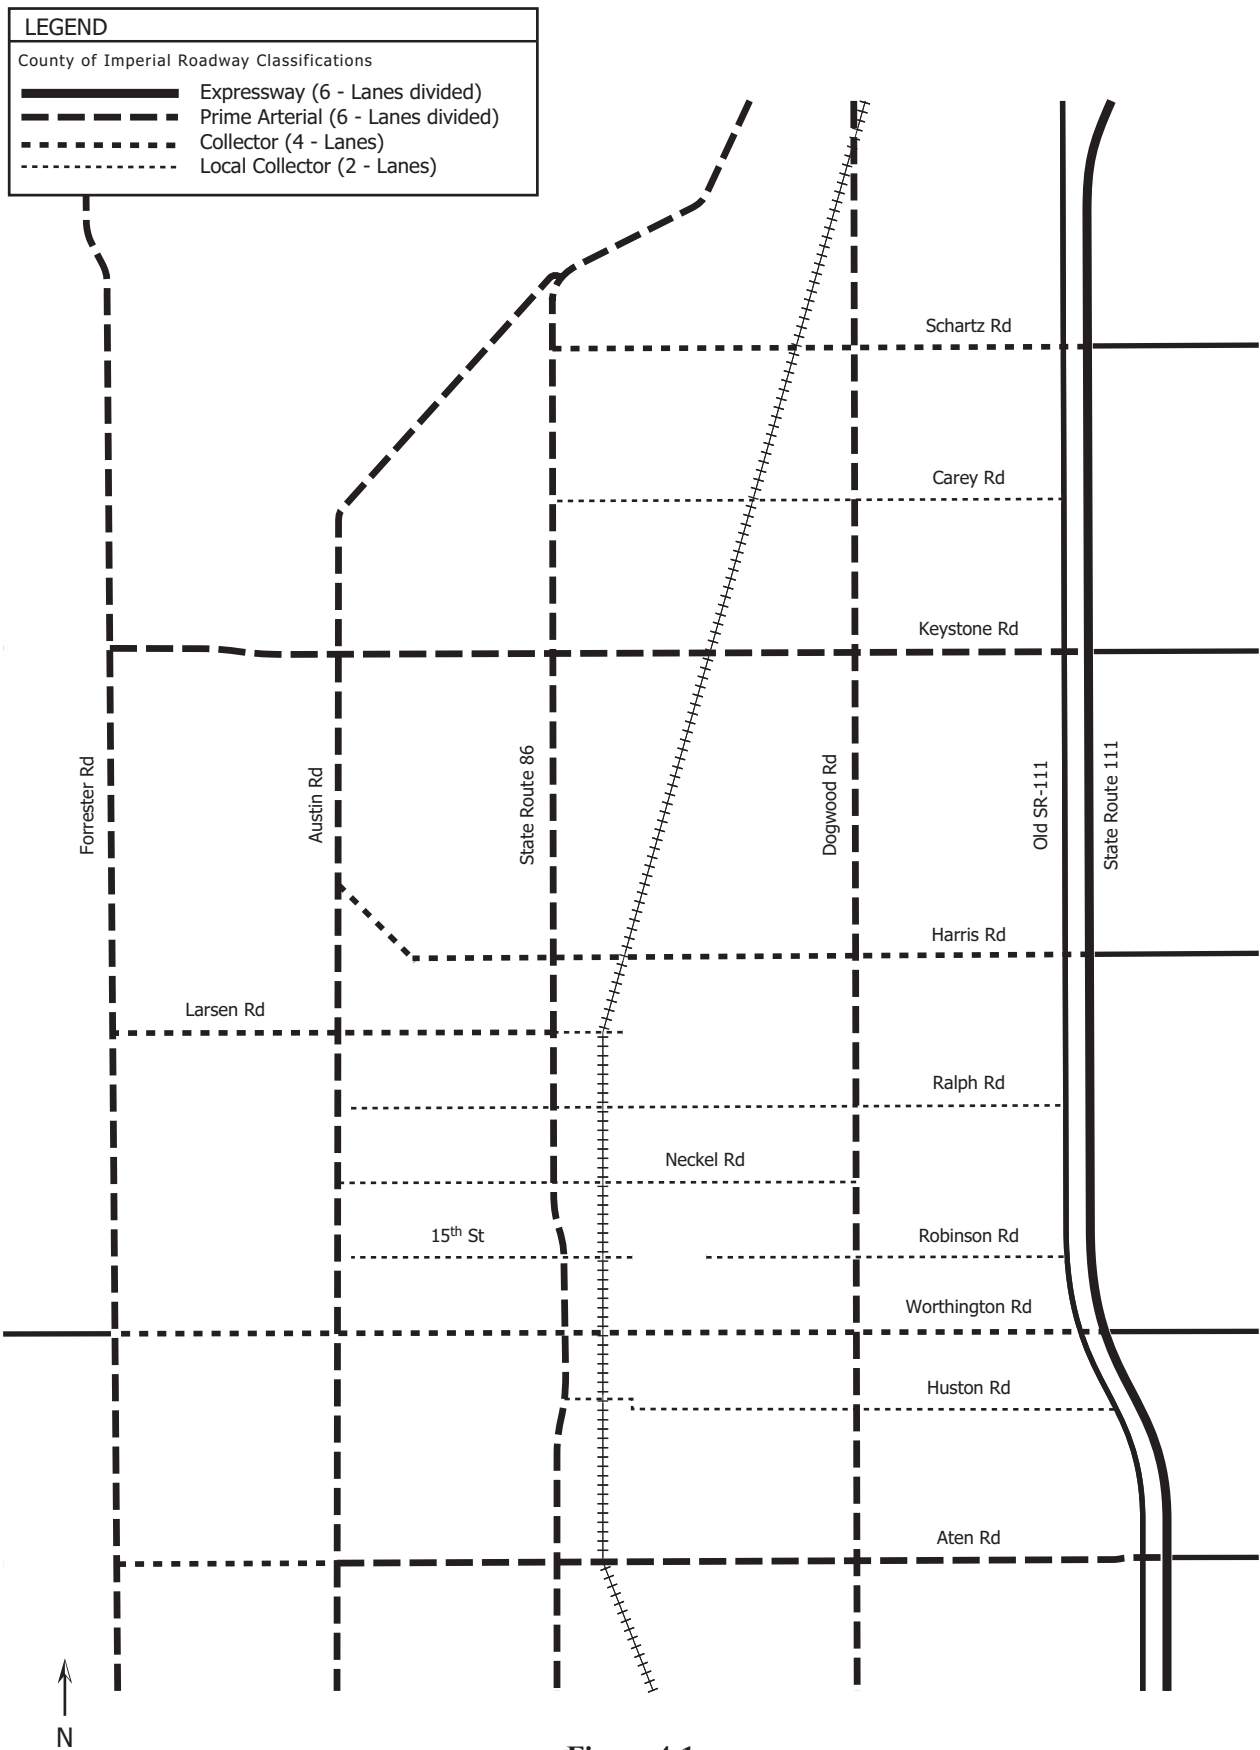 LEGEND
County of Imperial Roadway Classifications
Expressway (6 - Lanes divided)
Prime Arterial (6 - Lanes divided)
Collector (4 - Lanes)
Local Collector (2 - Lanes)
Schartz Rd
Carey Rd
Keystone Rd
Forrester Rd
Austin Rd
State Route 86
Dogwood Rd
Old SR-111
State Route 111
Harris Rd
Larsen Rd
Ralph Rd
Neckel Rd
15th St
Robinson Rd
Worthington Rd
Huston Rd
Aten Rd
N
Figure 4-1